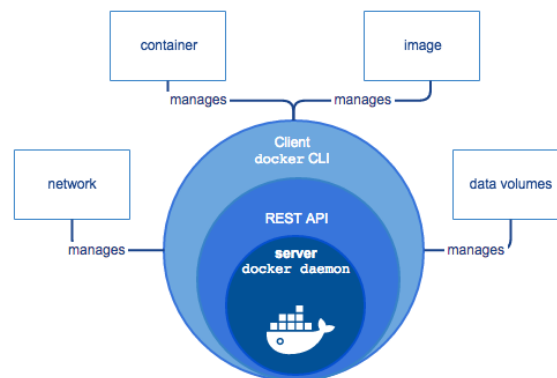 container
image
manages
manages
Client
docker CLI
network
data volumes
REST API
manages
manages
server
docker daemon